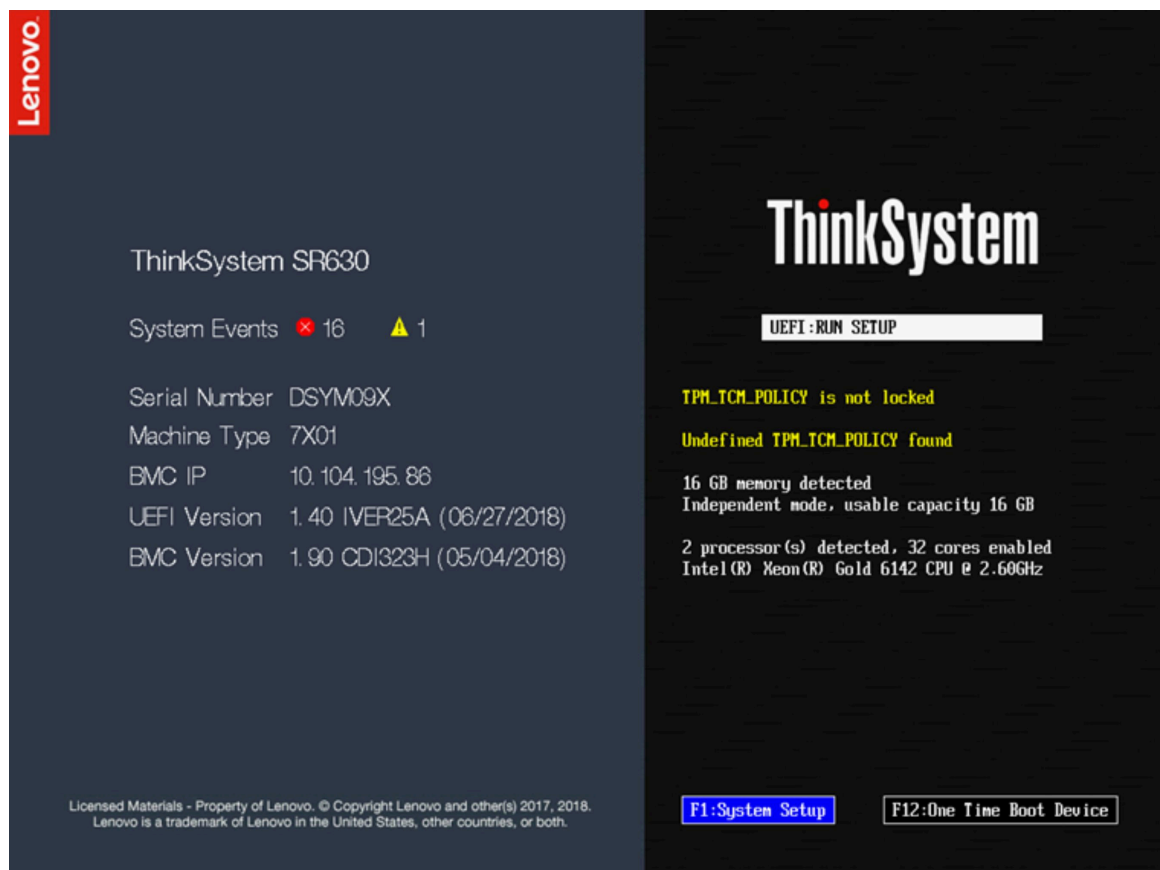 Lenovo.
ThinkSystem SR630
System Events 16 1
Serial Number DSYM09X
Machine Type 7X01
BMC IP 10.104.195.86
UEFI Version 1.40 IVER25A (06/27/2018)
BMC Version 1.90 CDI323H (05/04/2018)
Licensed Materials - Property of Lenovo. © Copyright Lenovo and other(s) 2017, 2018.
Lenovo is a trademark of Lenovo in the United States, other countries, or both.
ThinkSystem
UEFI:RUN SETUP
TPM_TCM_POLICY is not locked
Undefined TPM_TCM_POLICY found
16 GB memory detected
Independent mode, usable capacity 16 GB
2 processor(s) detected, 32 cores enabled
Intel(R) Xeon(R) Gold 6142 CPU @ 2.60GHz
F1:System Setup
F12:One Time Boot Device